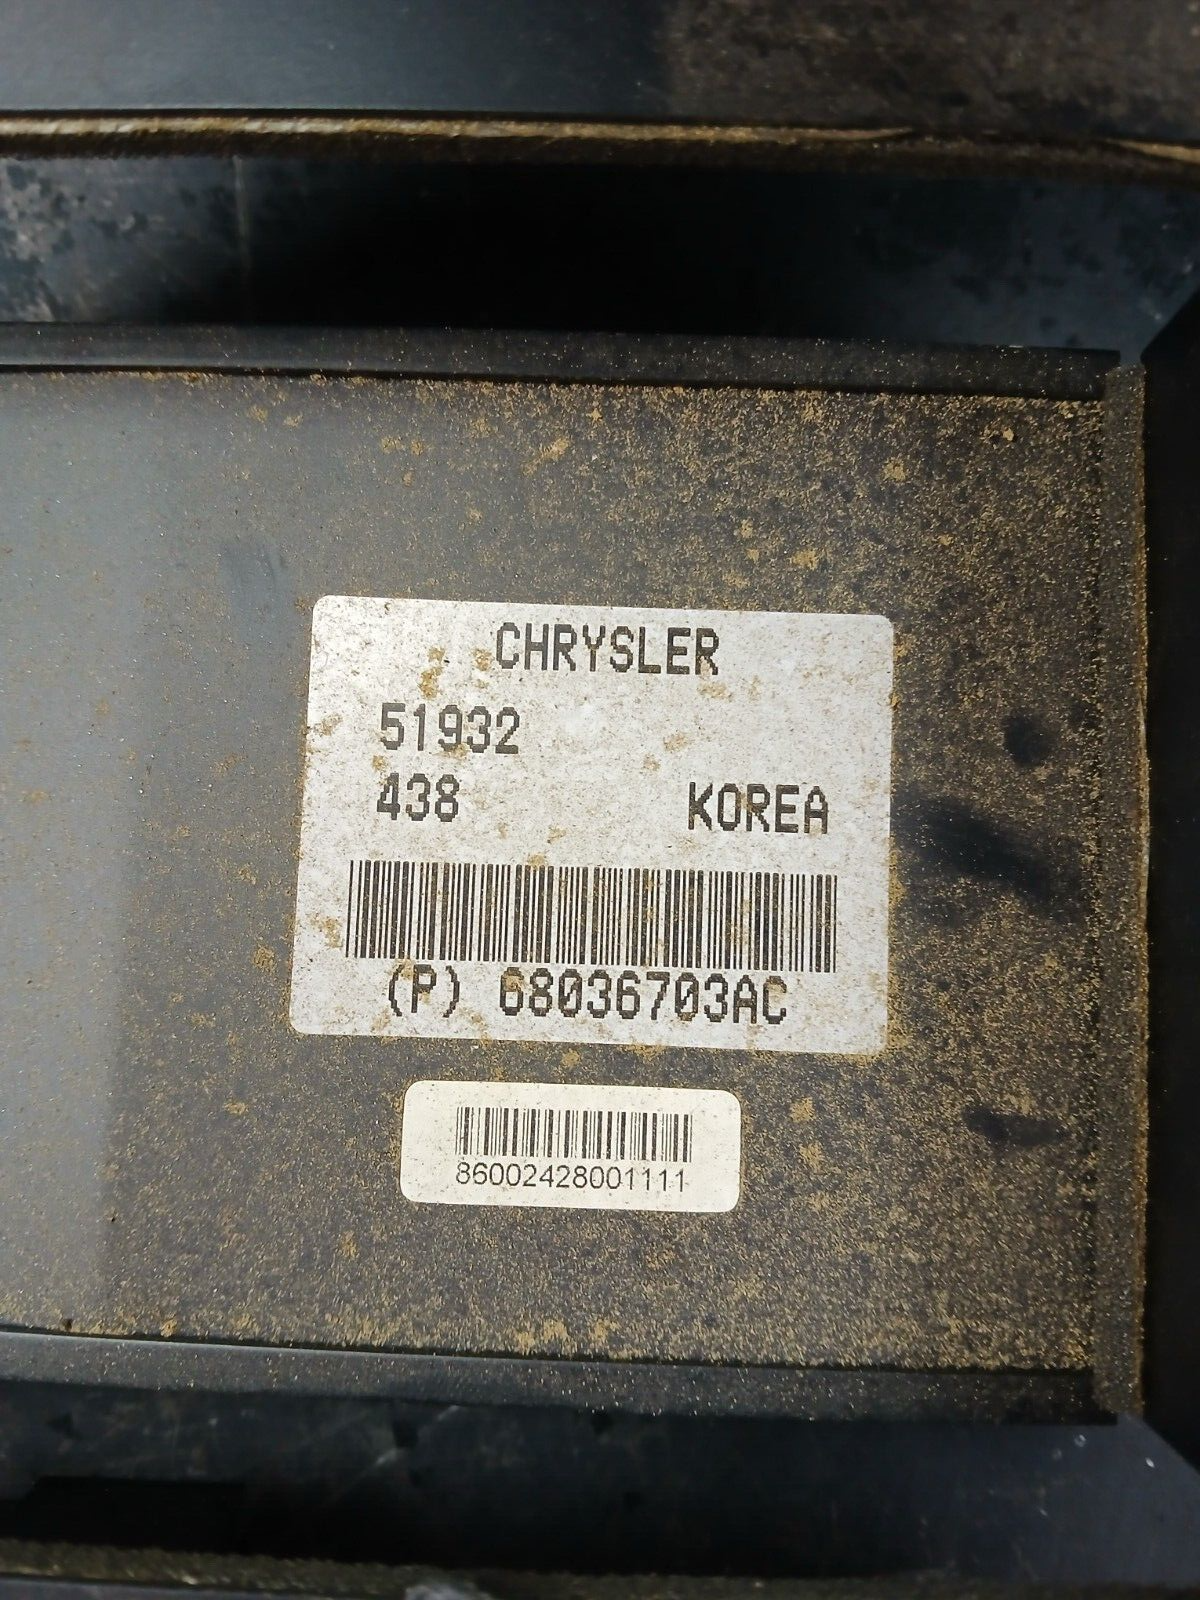 CHRYSLER
51932
438 KOREA
(P) 68036703AC
86002428001111